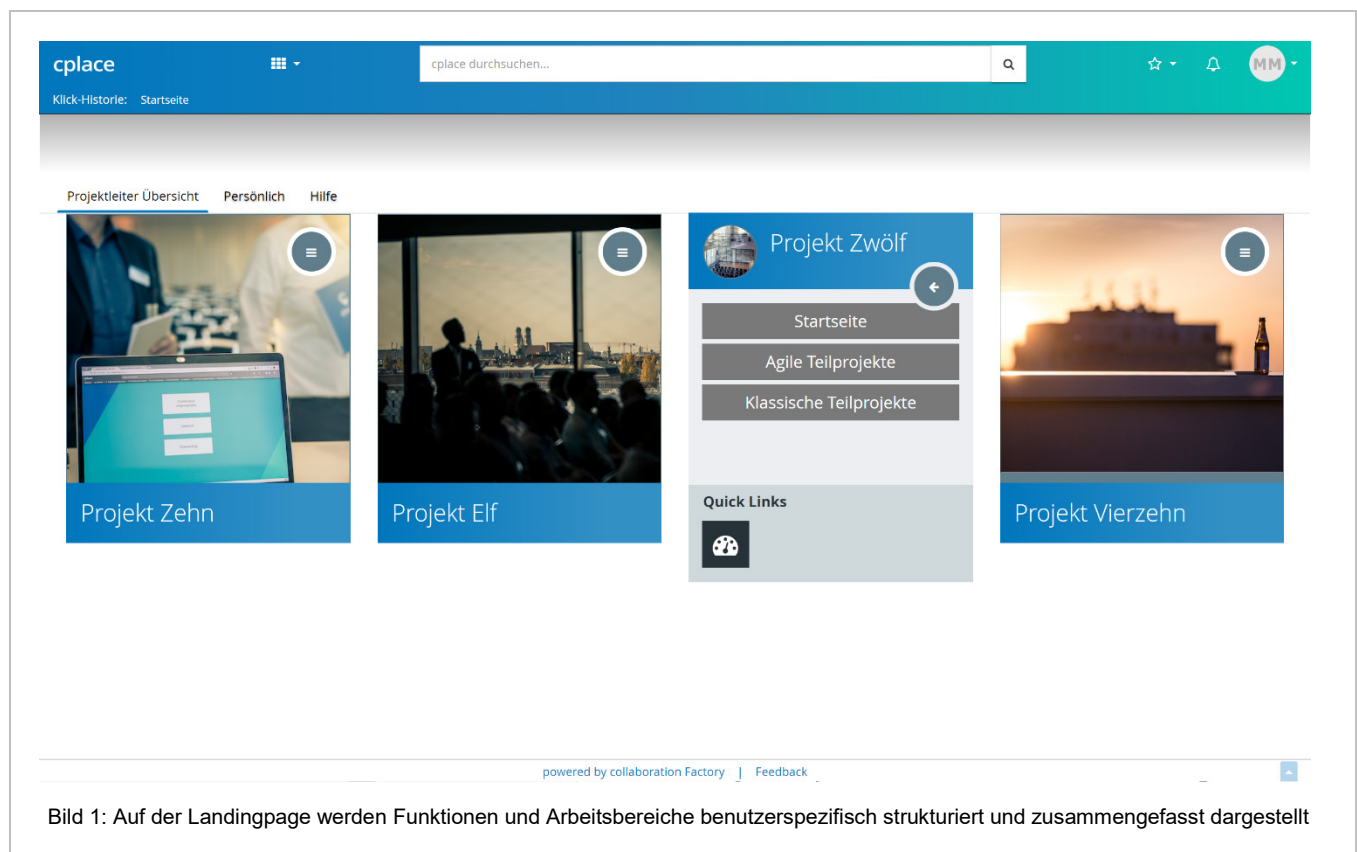 cplace
cplace durchsuchen...
MM
Klick-Historie: Startseite
Projektleiter Übersicht Persönlich Hilfe
Projekt Zehn
Projekt Elf
Projekt Zwölf
Startseite
Agile Teilprojekte
Klassische Teilprojekte
Quick Links
Projekt Vierzehn
powered by collaboration Factory | Feedback
Bild 1: Auf der Landingpage werden Funktionen und Arbeitsbereiche benutzerspezifisch strukturiert und zusammengefasst dargestellt